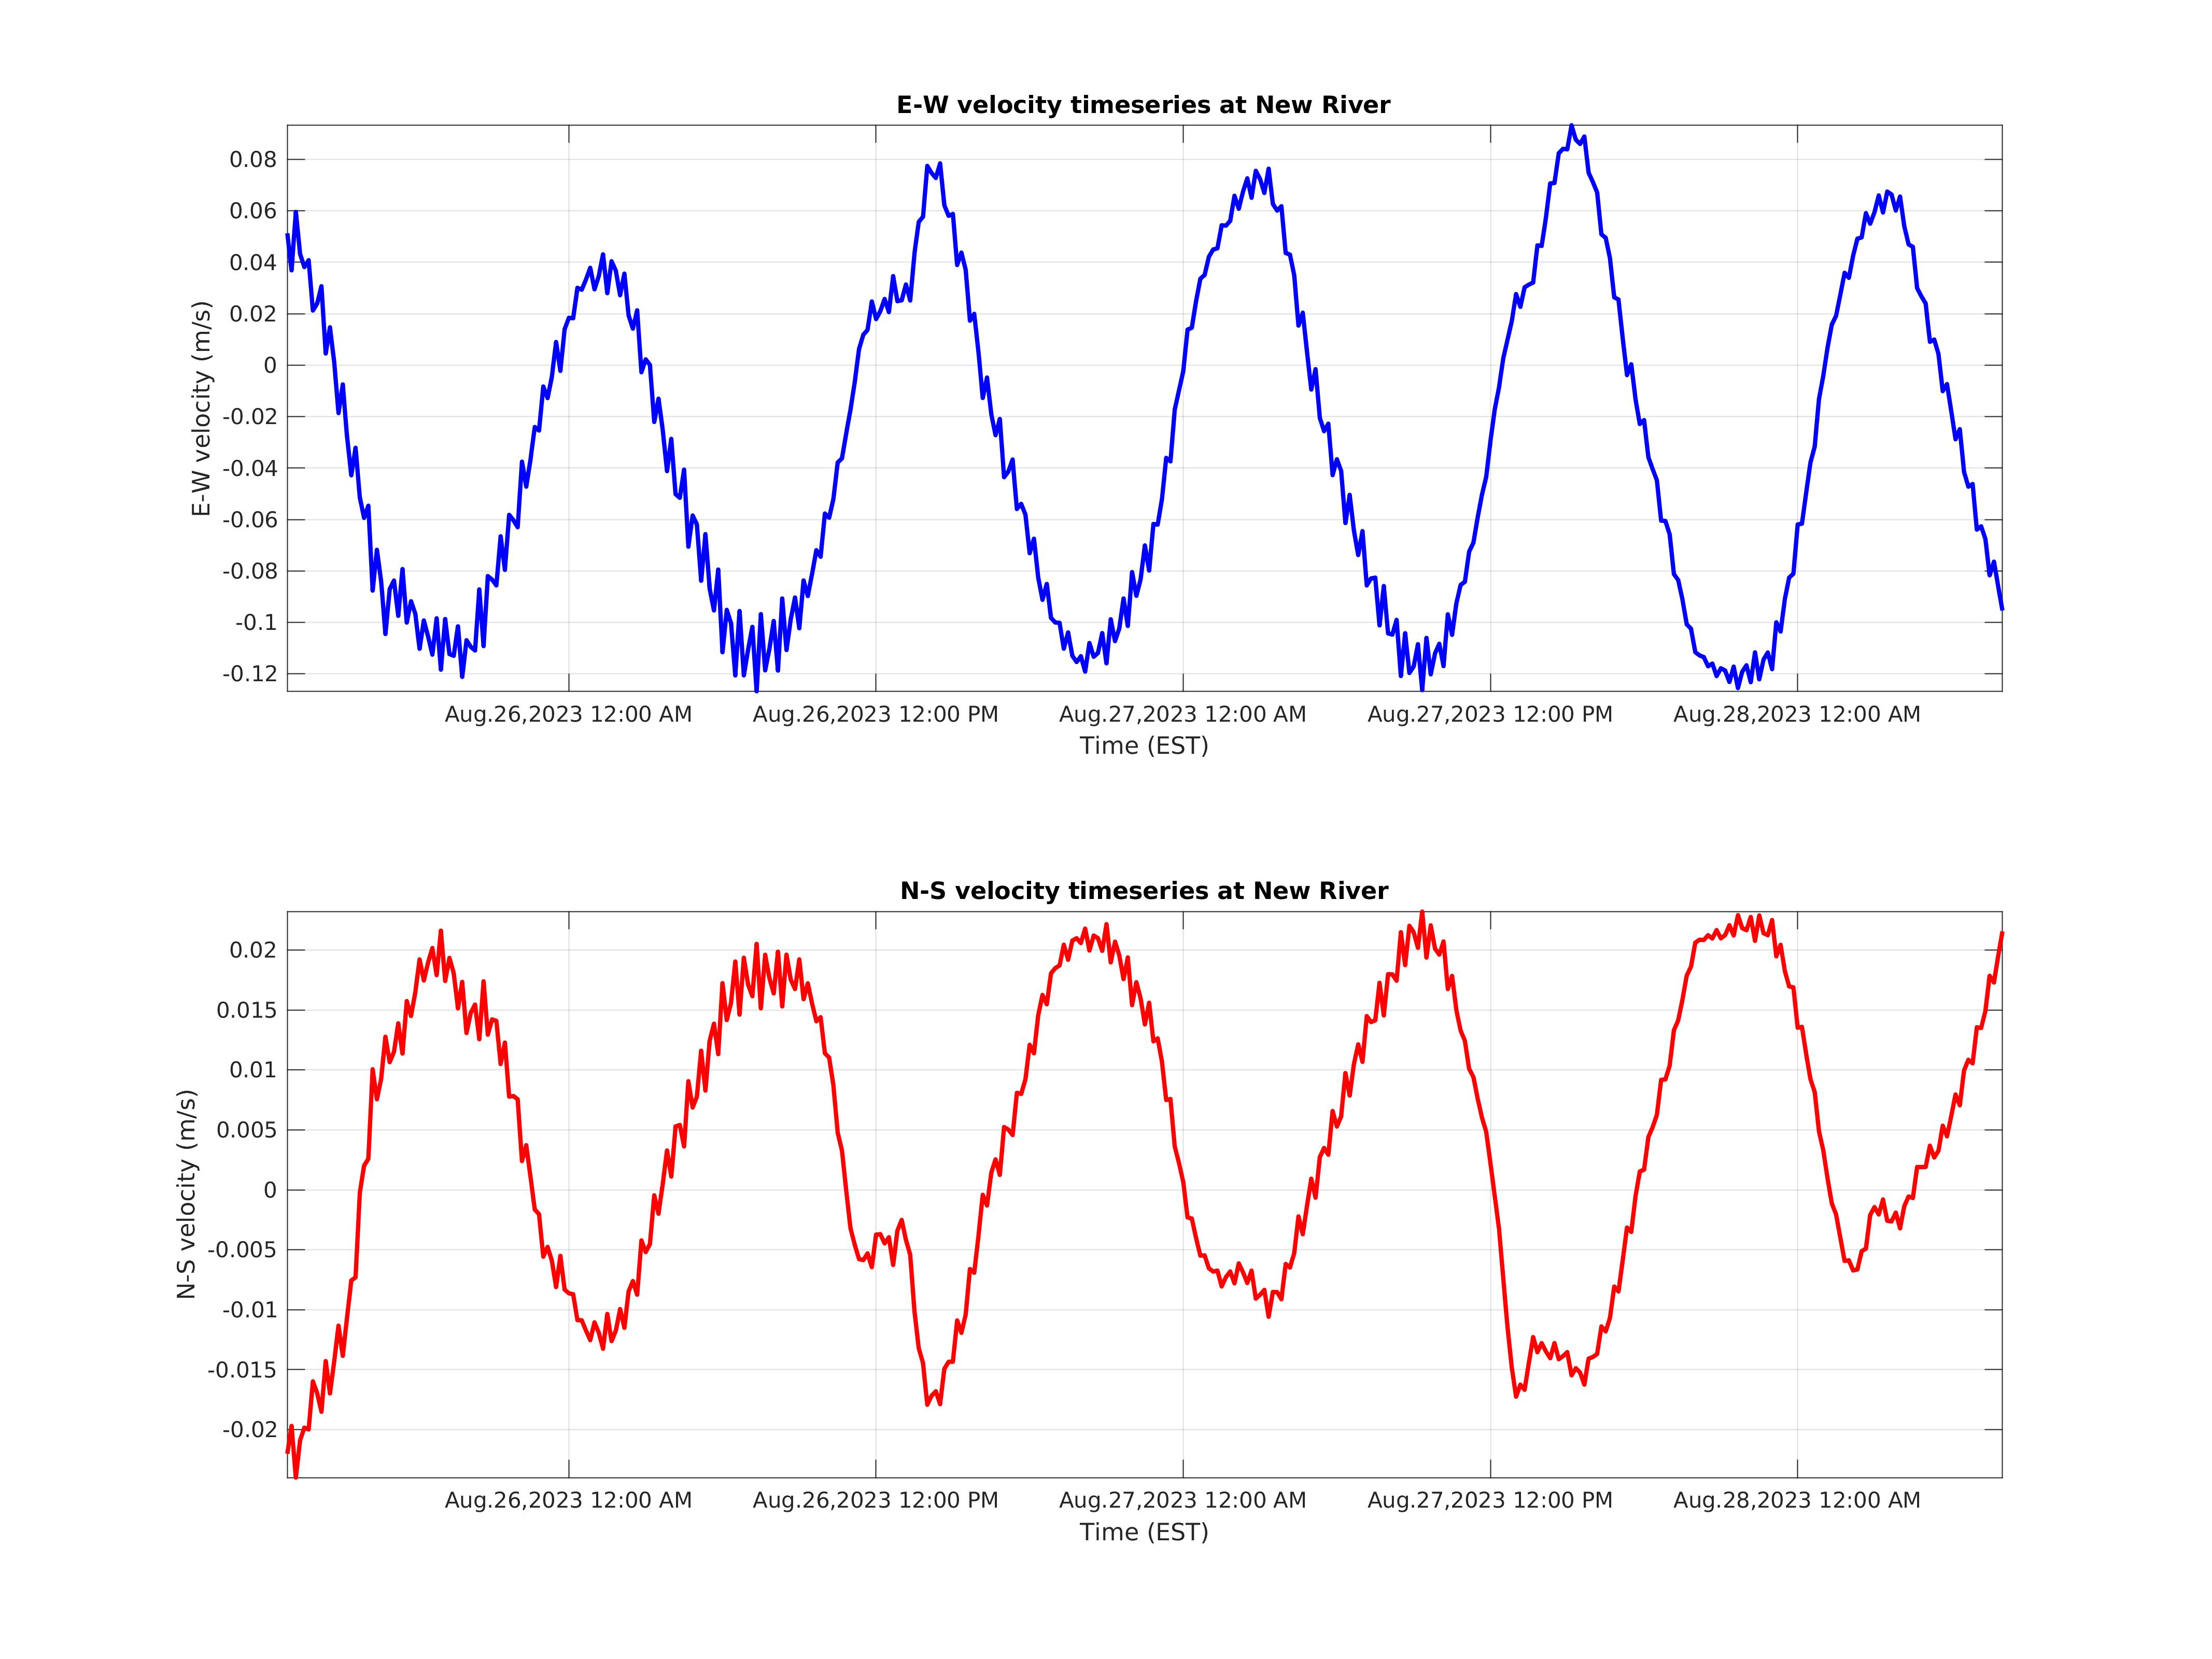 E-W velocity timeseries at New River
0.08
0.06
0.04
0.02
0
-0.02
-0.04
-0.06
-0.08
-0.1
-0.12
E-W velocity (m/s)
Aug.26,2023 12:00 AM Aug.26,2023 12:00 PM Aug.27,2023 12:00 AM Aug.27,2023 12:00 PM Aug.28,2023 12:00 AM
Time (EST)
N-S velocity timeseries at New River
0.02
0.015
0.01
0.005
0
-0.005
-0.01
-0.015
-0.02
N-S velocity (m/s)
Aug.26,2023 12:00 AM Aug.26,2023 12:00 PM Aug.27,2023 12:00 AM Aug.27,2023 12:00 PM Aug.28,2023 12:00 AM
Time (EST)